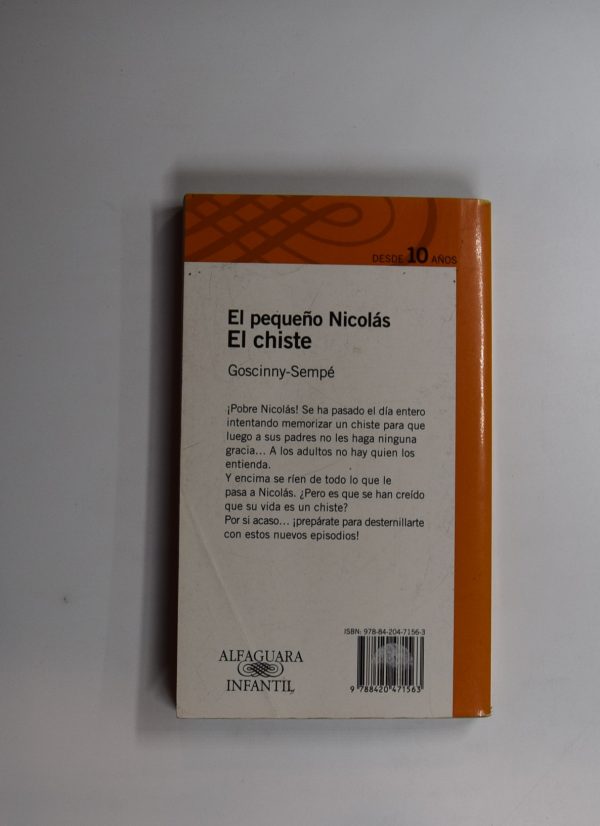 DESDE 10 AÑOS
El pequeño Nicolás
El chiste
Goscinny-Sempé
¡Pobre Nicolás! Se ha pasado el día entero
intentando memorizar un chiste para que
luego a sus padres no les haga ninguna
gracia... A los adultos no hay quien los
entienda.
Y encima se ríen de todo lo que le
pasa a Nicolás. ¿Pero es que se han creído
que su vida es un chiste?
Por si acaso... ¡prepárate para desternillarte
con estos nuevos episodios!
ISBN: 978-84-204-7156-3
9 788420 471563
ALFAGUARA
INFANTIL